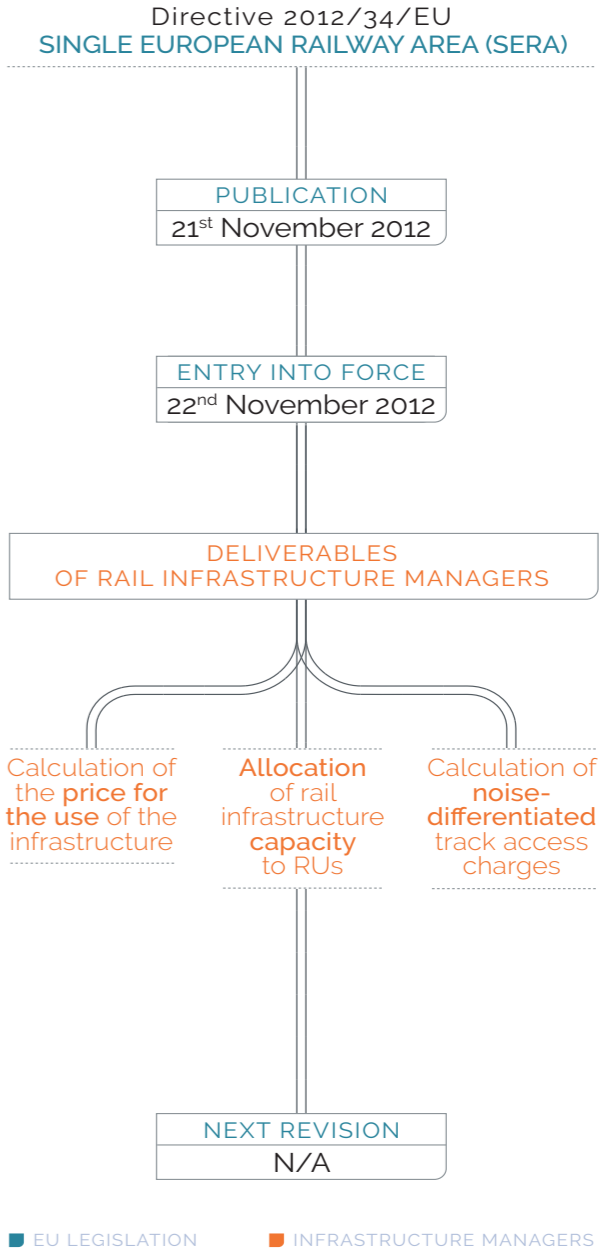 Directive 2012/34/EU
SINGLE EUROPEAN RAILWAY AREA (SERA)
PUBLICATION
21st November 2012
ENTRY INTO FORCE
22nd November 2012
DELIVERABLES
OF RAIL INFRASTRUCTURE MANAGERS
Calculation of
the price for
the use of the
infrastructure
Allocation
of rail
infrastructure
capacity
to RUs
Calculation of
noise-
differentiated
track access
charges
NEXT REVISION
N/A
EU LEGISLATION
INFRASTRUCTURE MANAGERS